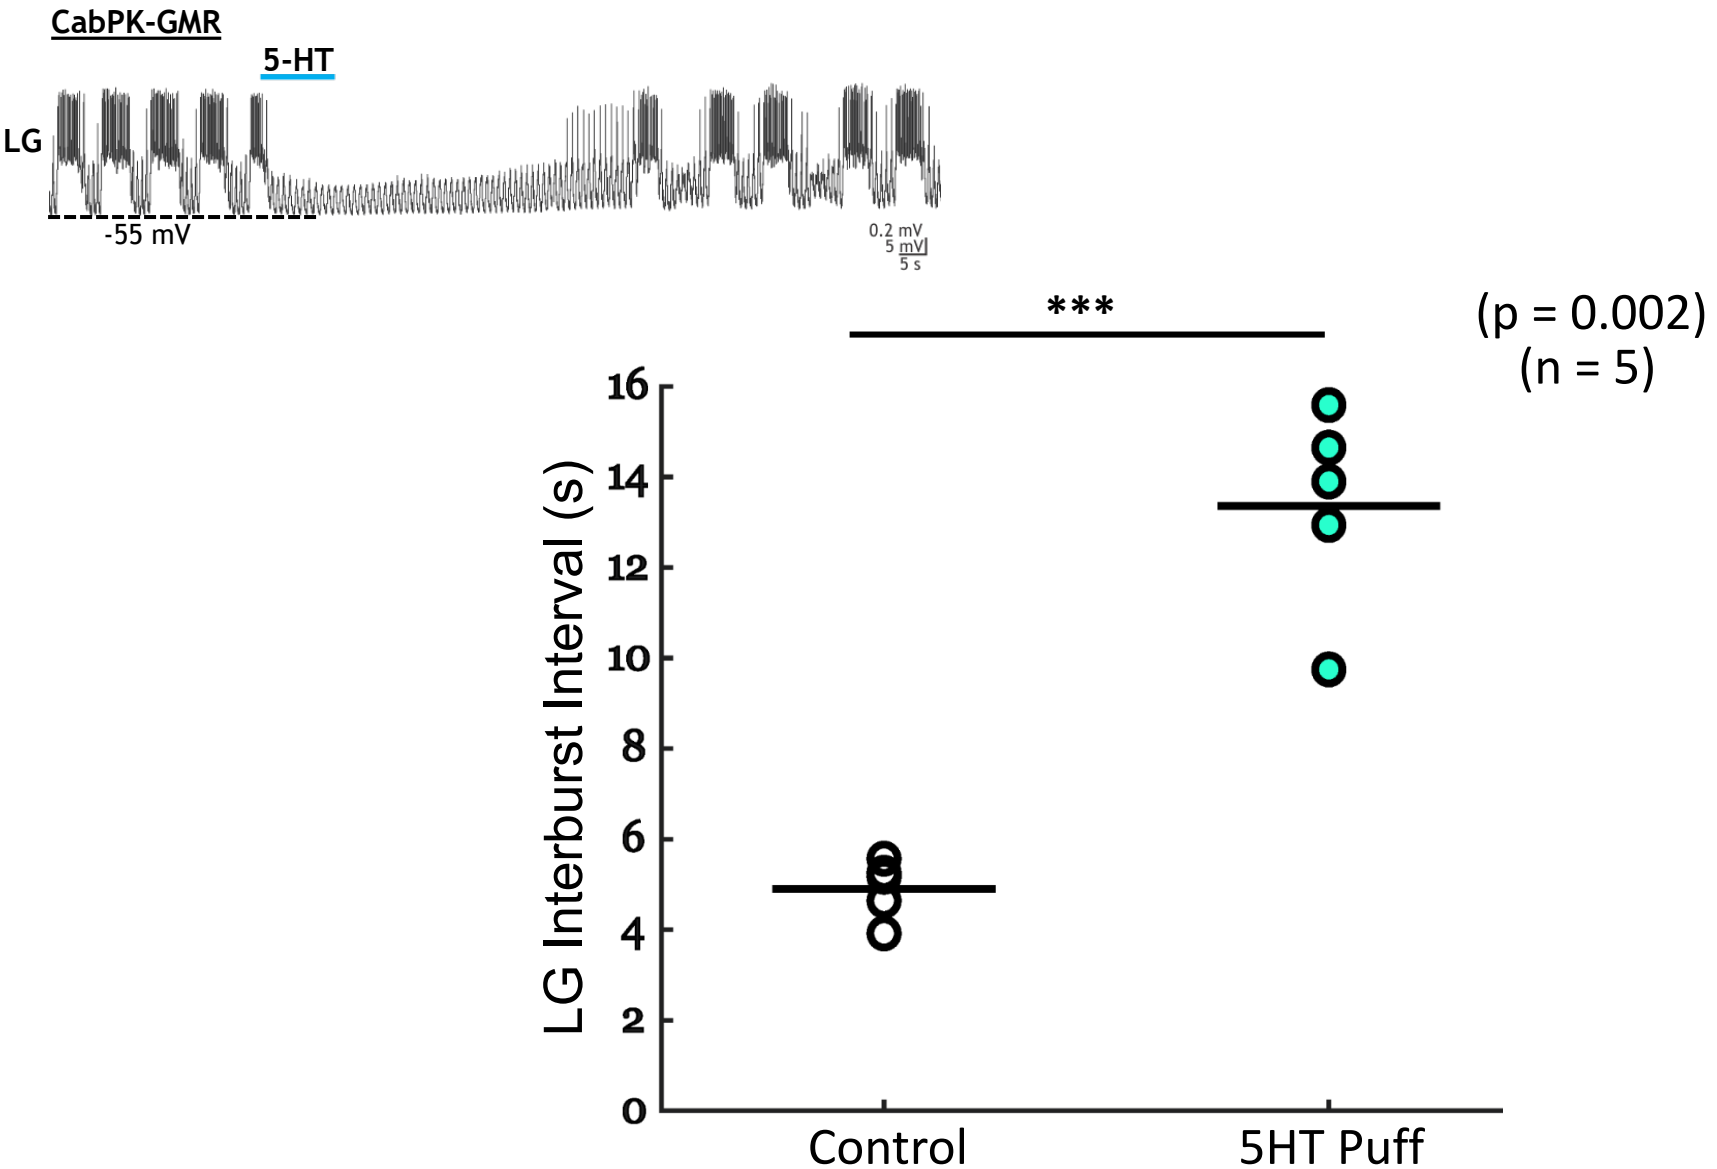 CabPK-GMR
5-HT
LG
-55 mV
0.2 mV
5 mV
5 s
***
(p = 0.002)
(n = 5)
LG Interburst Interval (s)
16
14
12
10
8
6
4
2
0
Control
5HT Puff